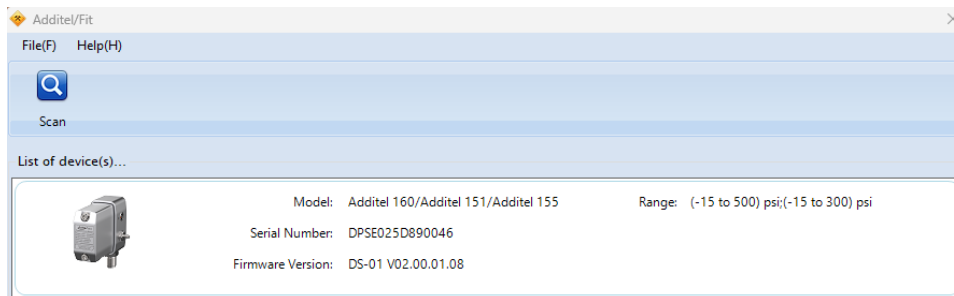 Additel/Fit
File(F) Help(H)
Scan
List of device(s)...
Model: Additel 160/Additel 151/Additel 155 Range: (-15 to 500) psi;(-15 to 300) psi
Serial Number: DPSE025D890046
Firmware Version: DS-01 V02.00.01.08